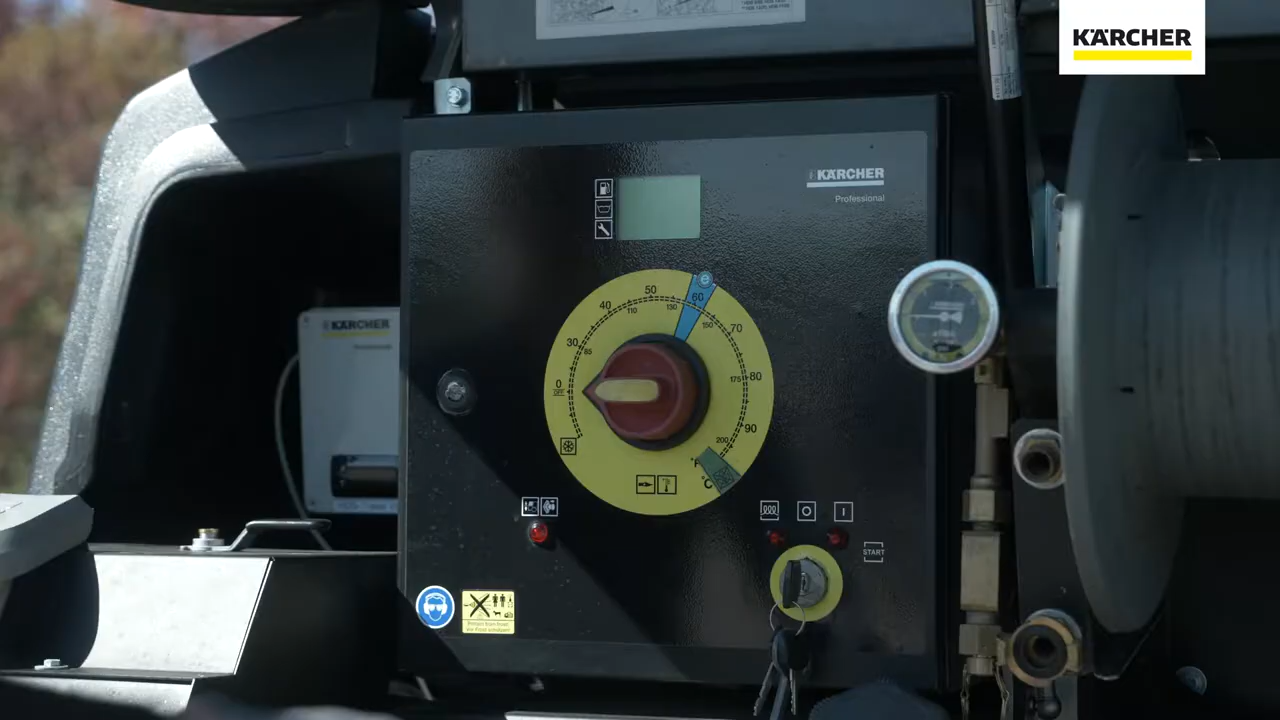 KÄRCHER
KÄRCHER
Professional
KÄRCHER
e
50
60
40
110
130
150
70
30
85
0
OFF
175
80
90
200
°F
°C
O
I
START